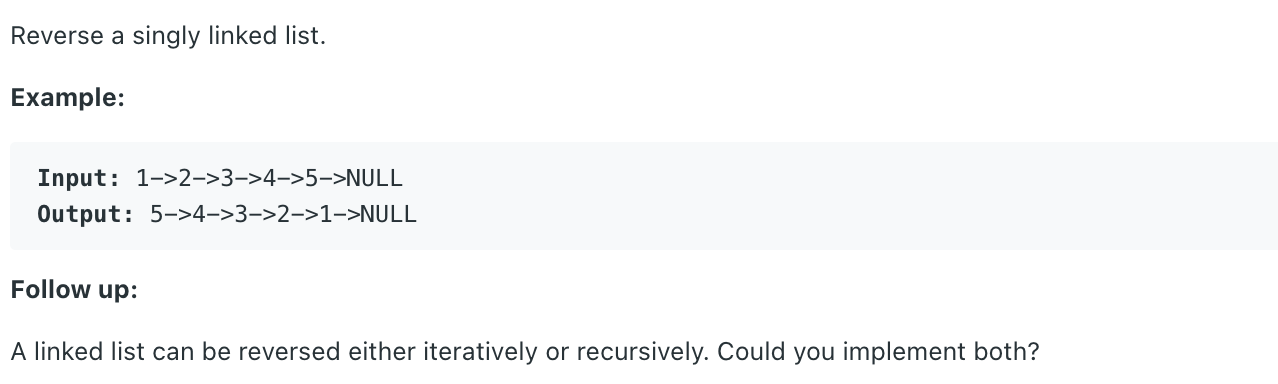 Reverse a singly linked list.
Example:
Input: 1->2->3->4->5->NULL
Output: 5->4->3->2->1->NULL
Follow up:
A linked list can be reversed either iteratively or recursively. Could you implement both?